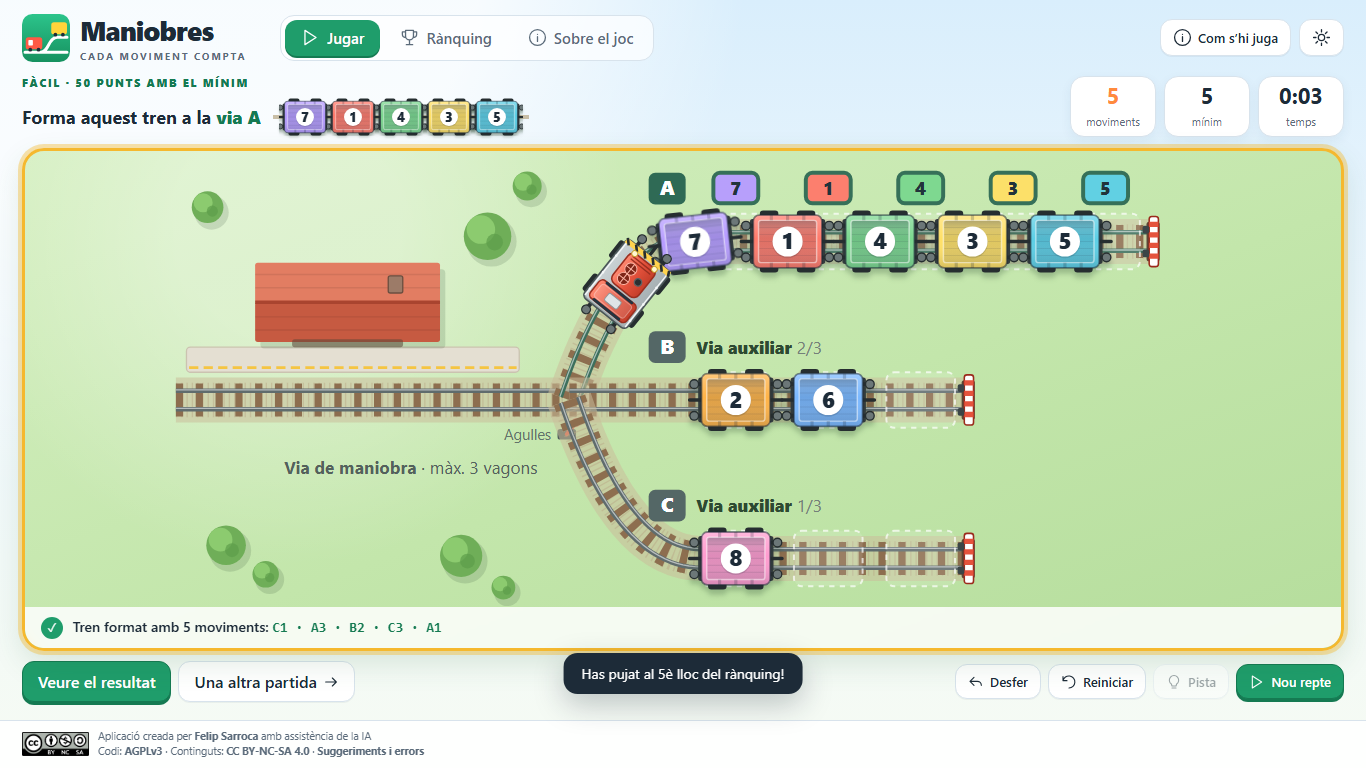 Maniobres
CADA MOVIMENT COMPTA
Jugar
Rànquing
Sobre el joc
Com s'hi juga
FÀCIL · 50 PUNTS AMB EL MÍNIM
Forma aquest tren a la via A
7 1 4 3 5
5
moviments
5
mínim
0:03
temps
A 7 1 4 3 5
7 1 4 3 5
B Via auxiliar 2/3
2 6
Agulles
Via de maniobra · màx. 3 vagons
C Via auxiliar 1/3
8
Tren format amb 5 moviments: C1 · A3 · B2 · C3 · A1
Veure el resultat
Una altra partida →
Has pujat al 5è lloc del rànquing!
Desfer
Reiniciar
Pista
Nou repte
CC BY NC SA
Aplicació creada per Felip Sarroca amb assistència de la IA
Codi: AGPLv3 · Continguts: CC BY-NC-SA 4.0 · Suggeriments i errors